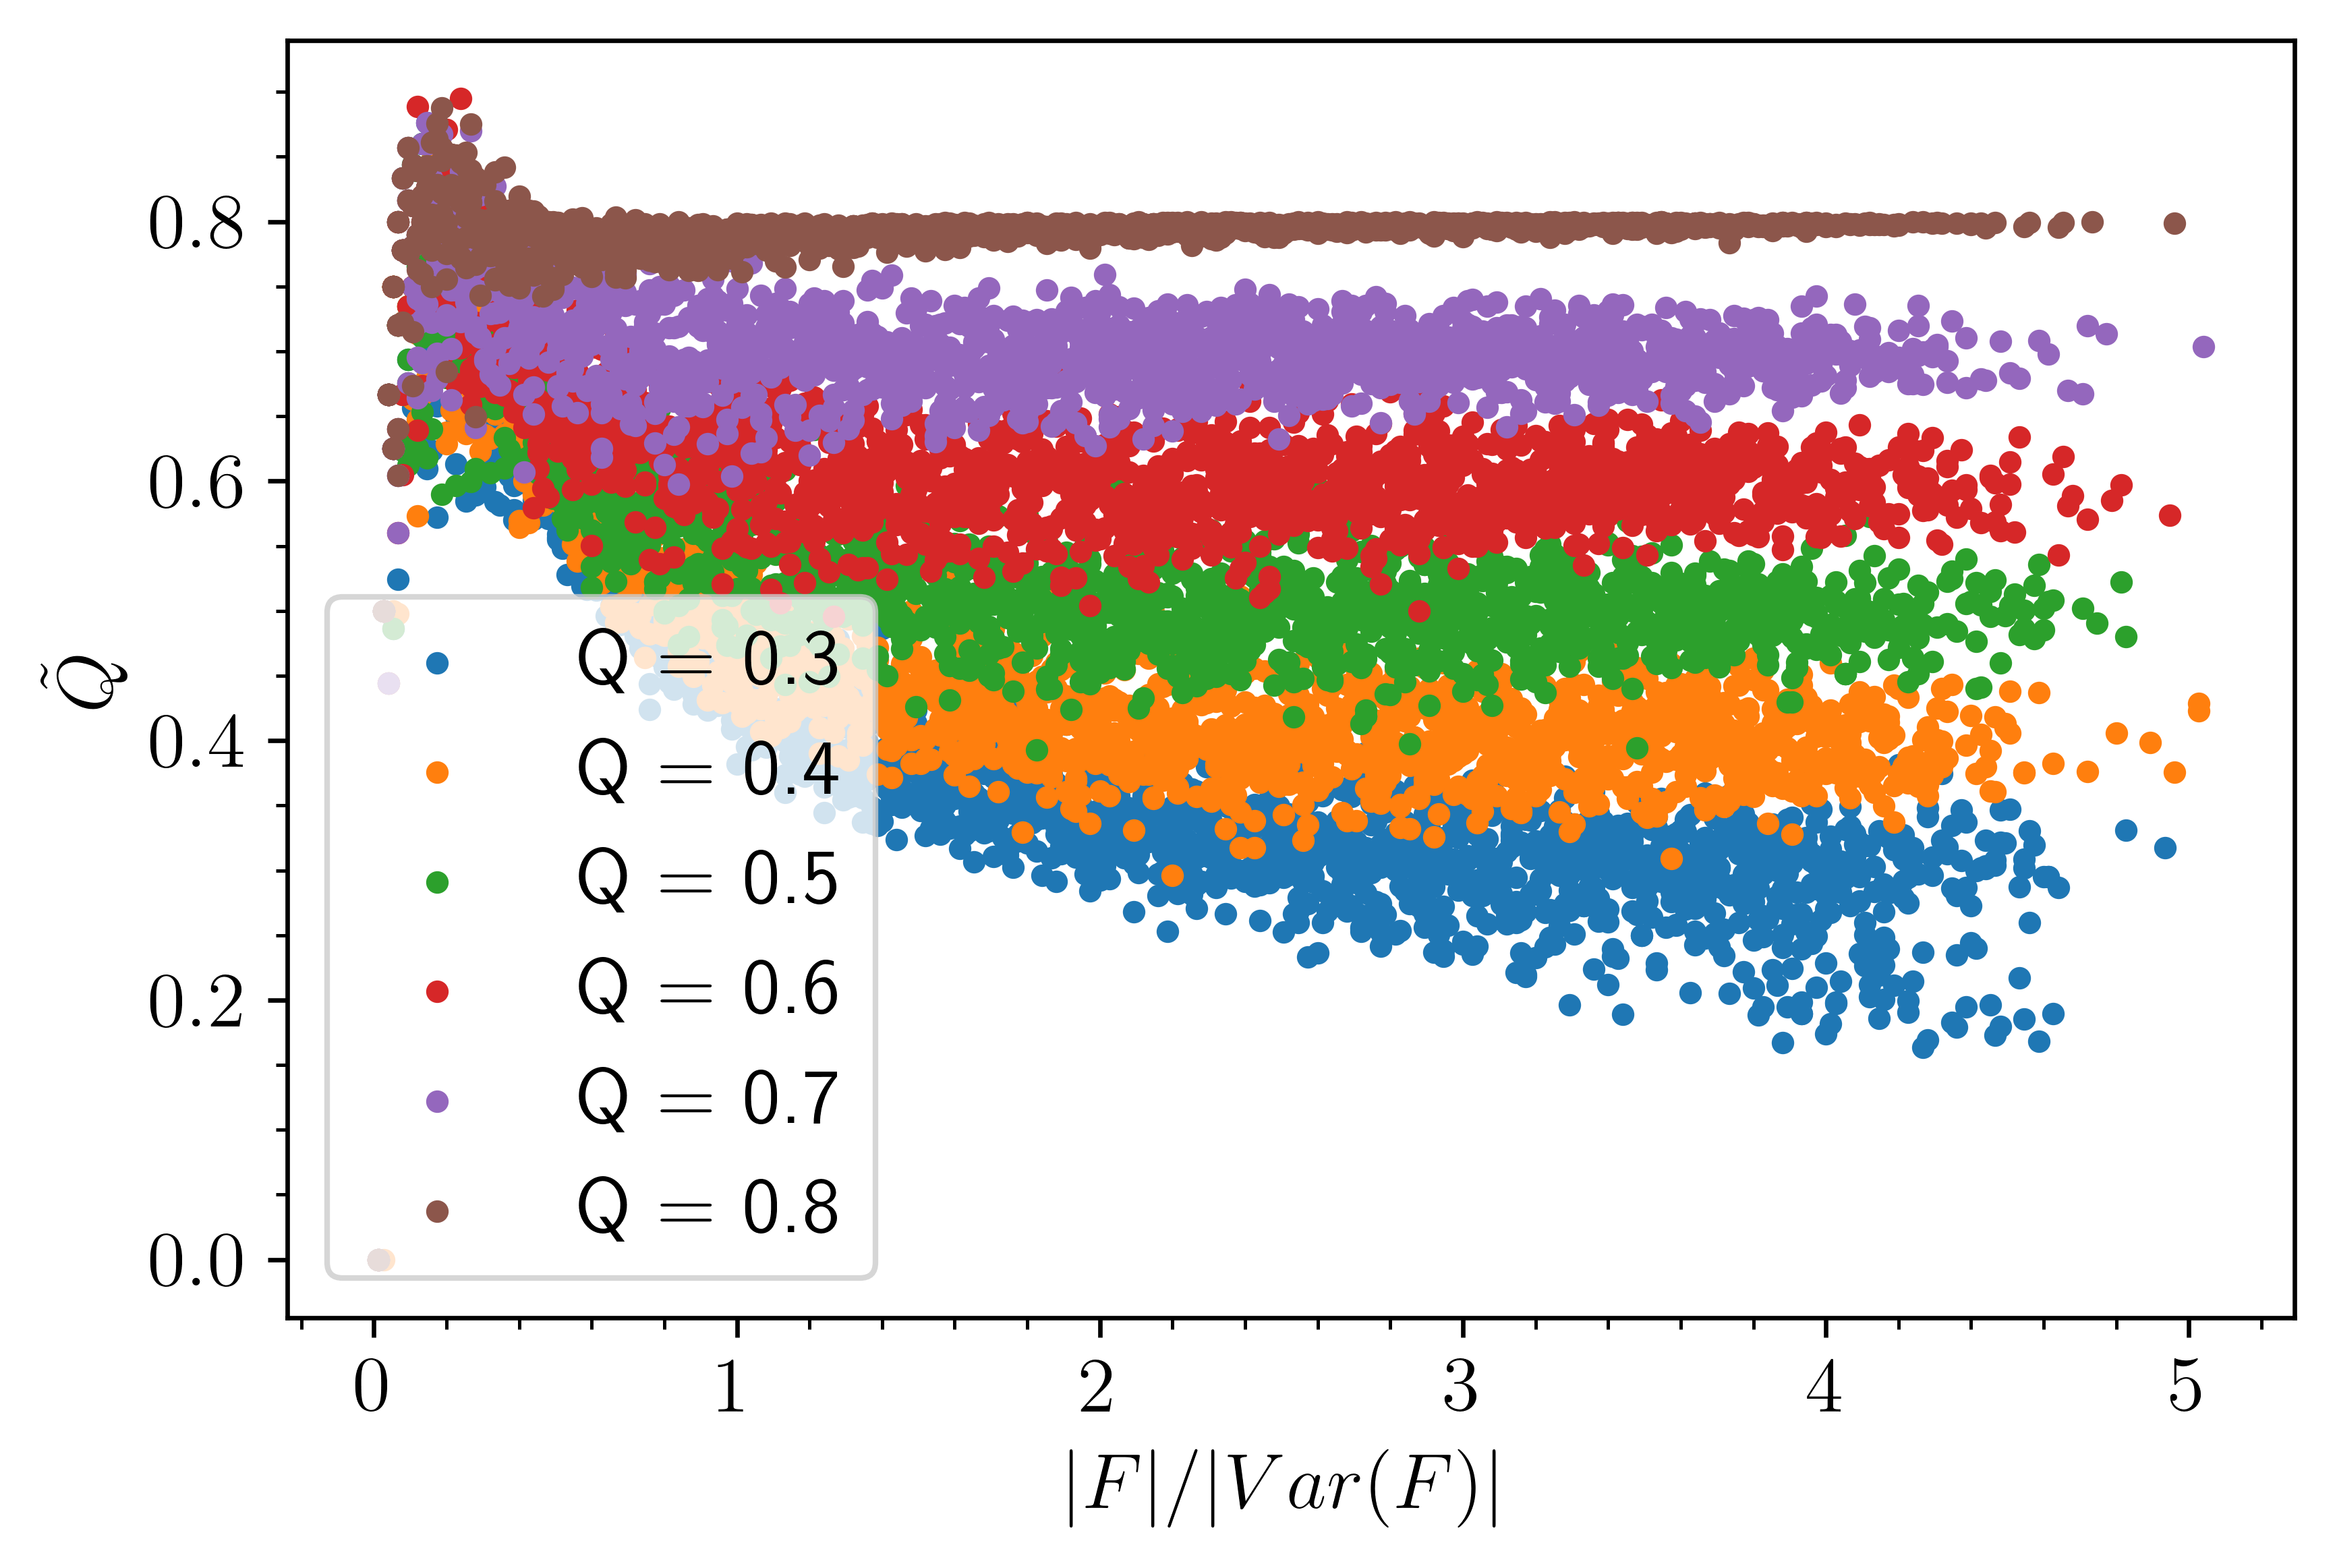 0.8
0.6
0.4
0.2
0.0
Q̃
Q = 0.3
Q = 0.4
Q = 0.5
Q = 0.6
Q = 0.7
Q = 0.8
0 1 2 3 4 5
|F|/|Var(F)|